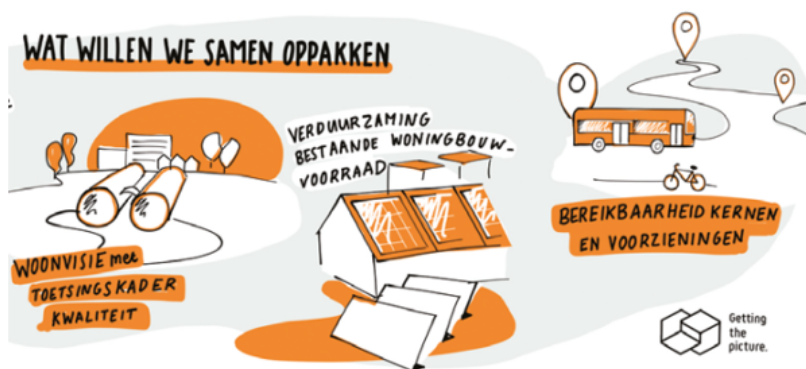 WAT WILLEN WE SAMEN OPPAKKEN
VERDUURZAMING
BESTAANDE WONINGBOUW-
VOORRAAD
WOONVISIE met
TOETSINGSKADER
KWALITEIT
BEREIKBAARHEID KERNEN
EN VOORZIENINGEN
Getting
the
picture.